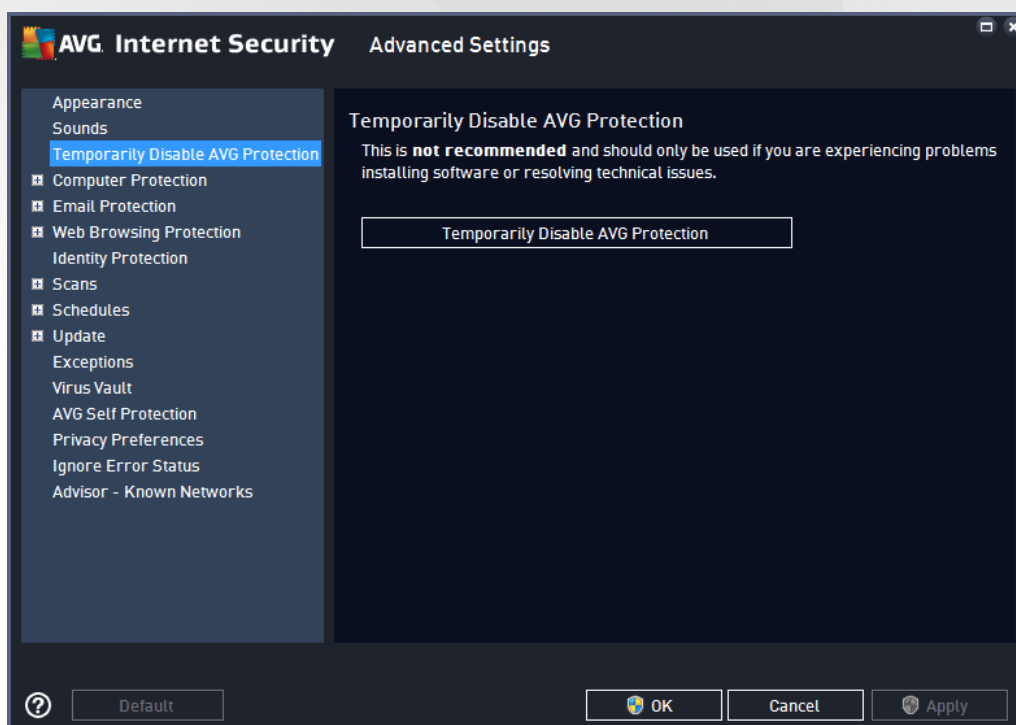 AVG. Internet Security Advanced Settings
Appearance
Sounds
Temporarily Disable AVG Protection
Computer Protection
Email Protection
Web Browsing Protection
Identity Protection
Scans
Schedules
Update
Exceptions
Virus Vault
AVG Self Protection
Privacy Preferences
Ignore Error Status
Advisor - Known Networks
Temporarily Disable AVG Protection
This is not recommended and should only be used if you are experiencing problems
installing software or resolving technical issues.
Temporarily Disable AVG Protection
Default
OK
Cancel
Apply